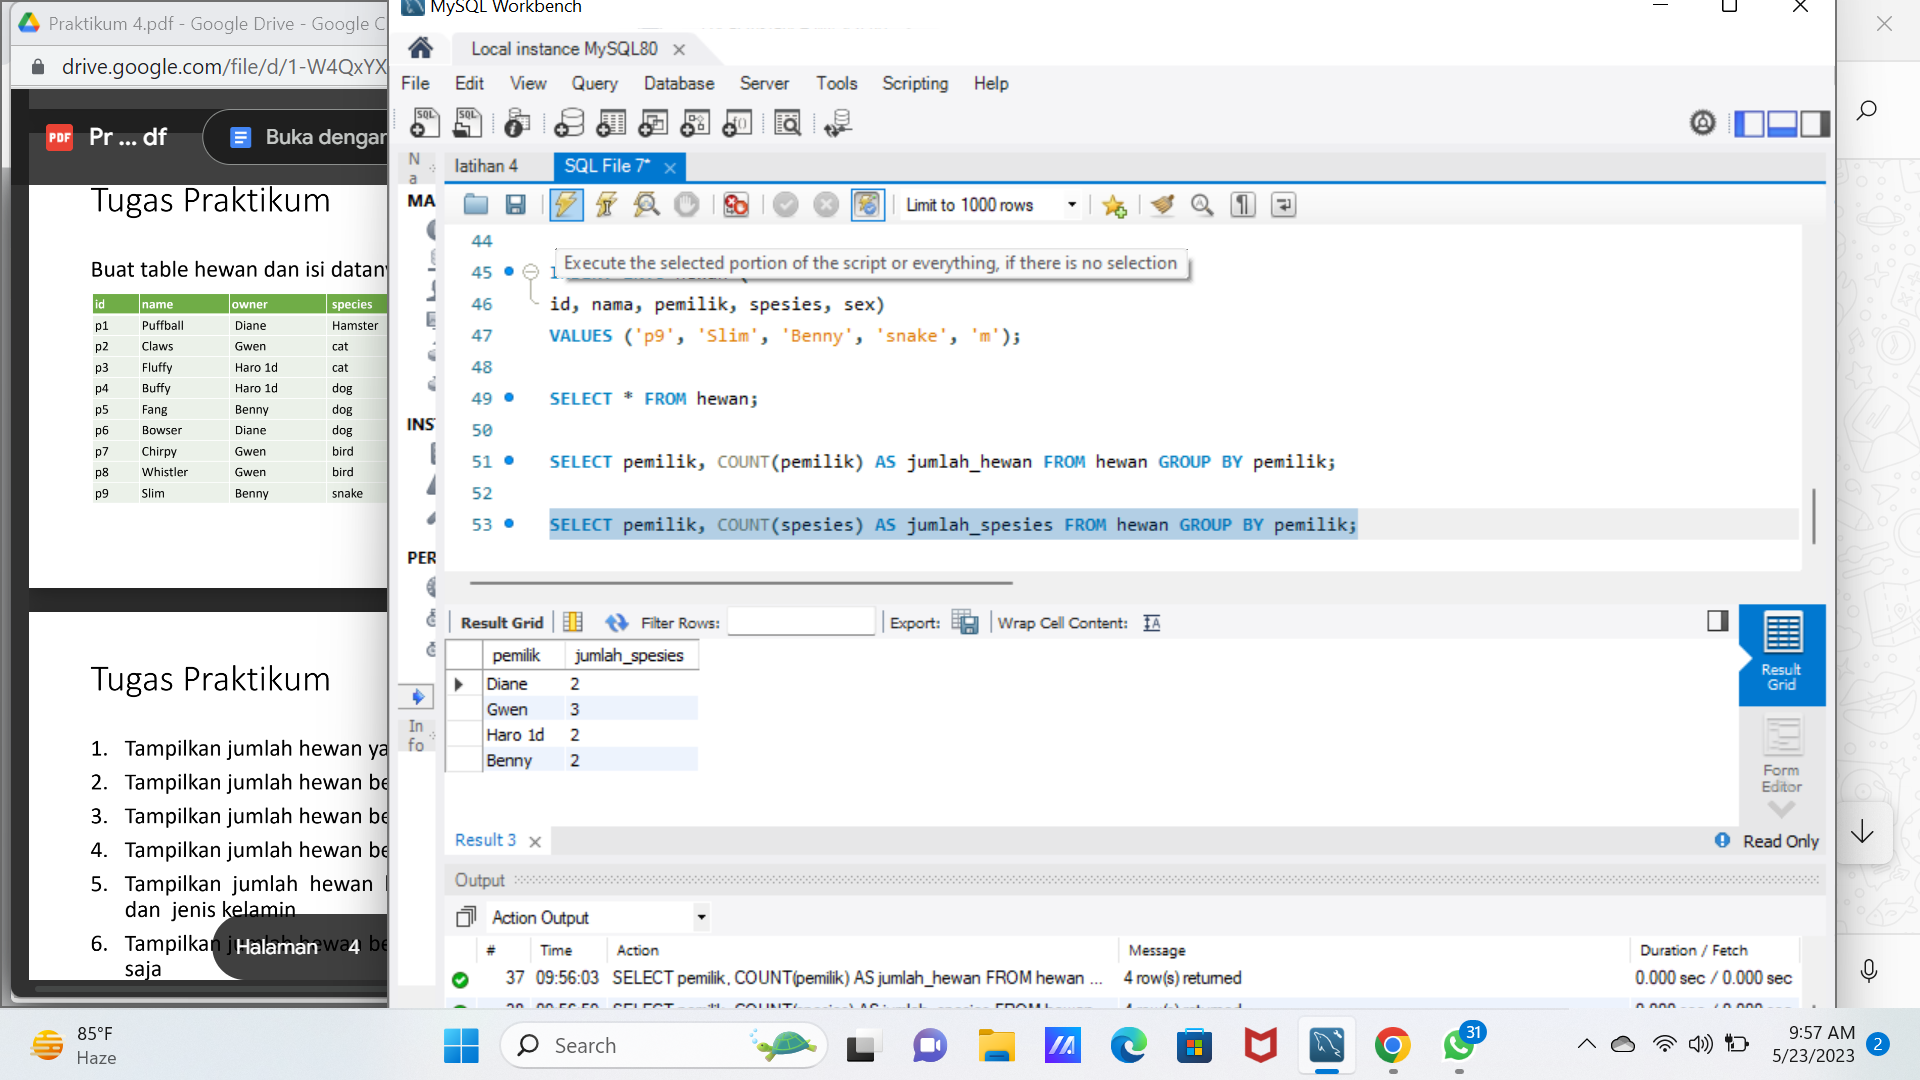 Praktikum 4.pdf - Google Drive - Google C
drive.google.com/file/d/1-W4QxYX
PDF Pr ... df
Buka dengan
Tugas Praktikum
Buat table hewan dan isi datan
id name owner species
p1 Puffball Diane Hamster
p2 Claws Gwen cat
p3 Fluffy Haro 1d cat
p4 Buffy Haro 1d dog
p5 Fang Benny dog
p6 Bowser Diane dog
p7 Chirpy Gwen bird
p8 Whistler Gwen bird
p9 Slim Benny snake
Tugas Praktikum
1. Tampilkan jumlah hewan ya
2. Tampilkan jumlah hewan be
3. Tampilkan jumlah hewan be
4. Tampilkan jumlah hewan be
5. Tampilkan jumlah hewan
dan jenis kelamin
6. Tampilkan jumlah hewan be
saja
Halaman 4
MySQL Workbench
Local instance MySQL80
File Edit View Query Database Server Tools Scripting Help
Na
MA
INS
PER
Info
latihan 4 SQL File 7*
Limit to 1000 rows
Execute the selected portion of the script or everything, if there is no selection
44
45
46 id, nama, pemilik, spesies, sex)
47 VALUES ('p9', 'Slim', 'Benny', 'snake', 'm');
48
49 SELECT * FROM hewan;
50
51 SELECT pemilik, COUNT(pemilik) AS jumlah_hewan FROM hewan GROUP BY pemilik;
52
53 SELECT pemilik, COUNT(spesies) AS jumlah_spesies FROM hewan GROUP BY pemilik;
Result Grid Filter Rows: Export: Wrap Cell Content:
pemilik jumlah_spesies
Diane 2
Gwen 3
Haro 1d 2
Benny 2
Result Grid
Form Editor
Result 3
Read Only
Output
Action Output
# Time Action Message Duration / Fetch
37 09:56:03 SELECT pemilik, COUNT(pemilik) AS jumlah_hewan FROM hewan ... 4 row(s) returned 0.000 sec / 0.000 sec
85°F
Haze
Search
31
9:57 AM
5/23/2023
2